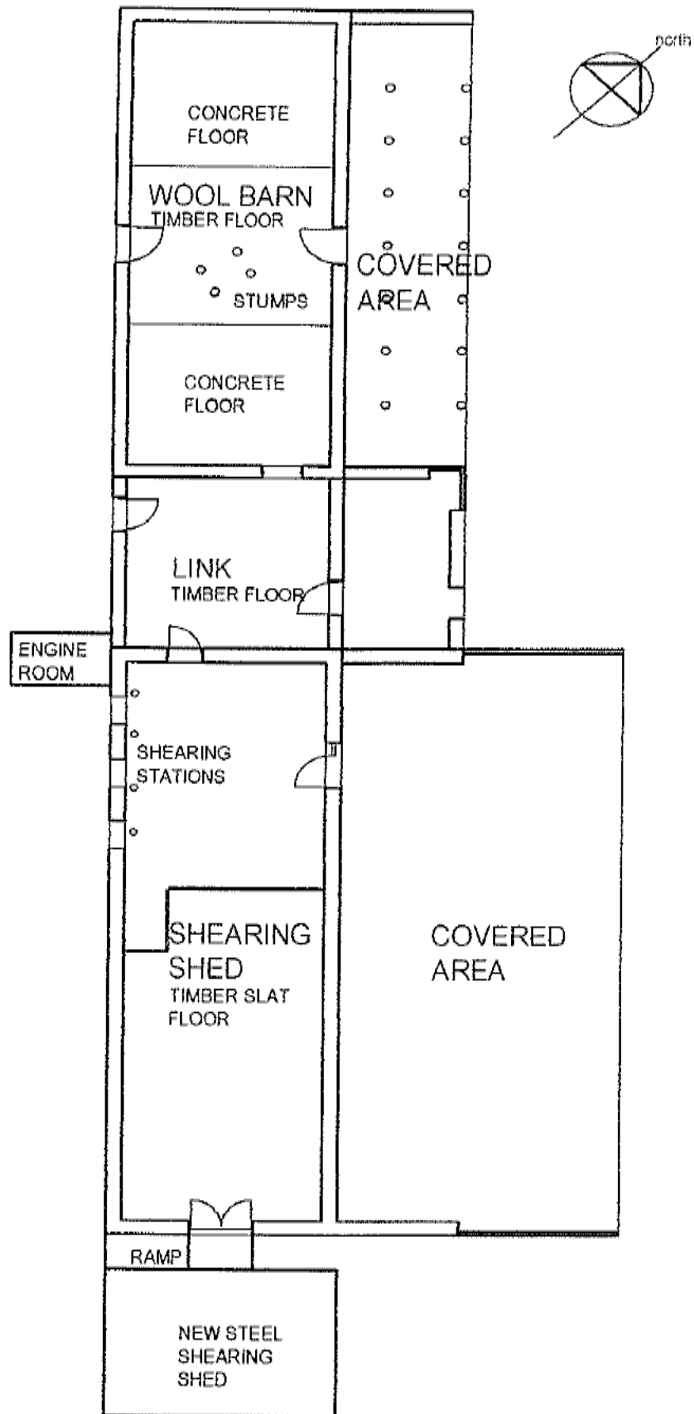 north
CONCRETE
FLOOR
WOOL BARN
TIMBER FLOOR
STUMPS
COVERED
AREA
CONCRETE
FLOOR
LINK
TIMBER FLOOR
ENGINE
ROOM
SHEARING
STATIONS
SHEARING
SHED
TIMBER SLAT
FLOOR
COVERED
AREA
RAMP
NEW STEEL
SHEARING
SHED